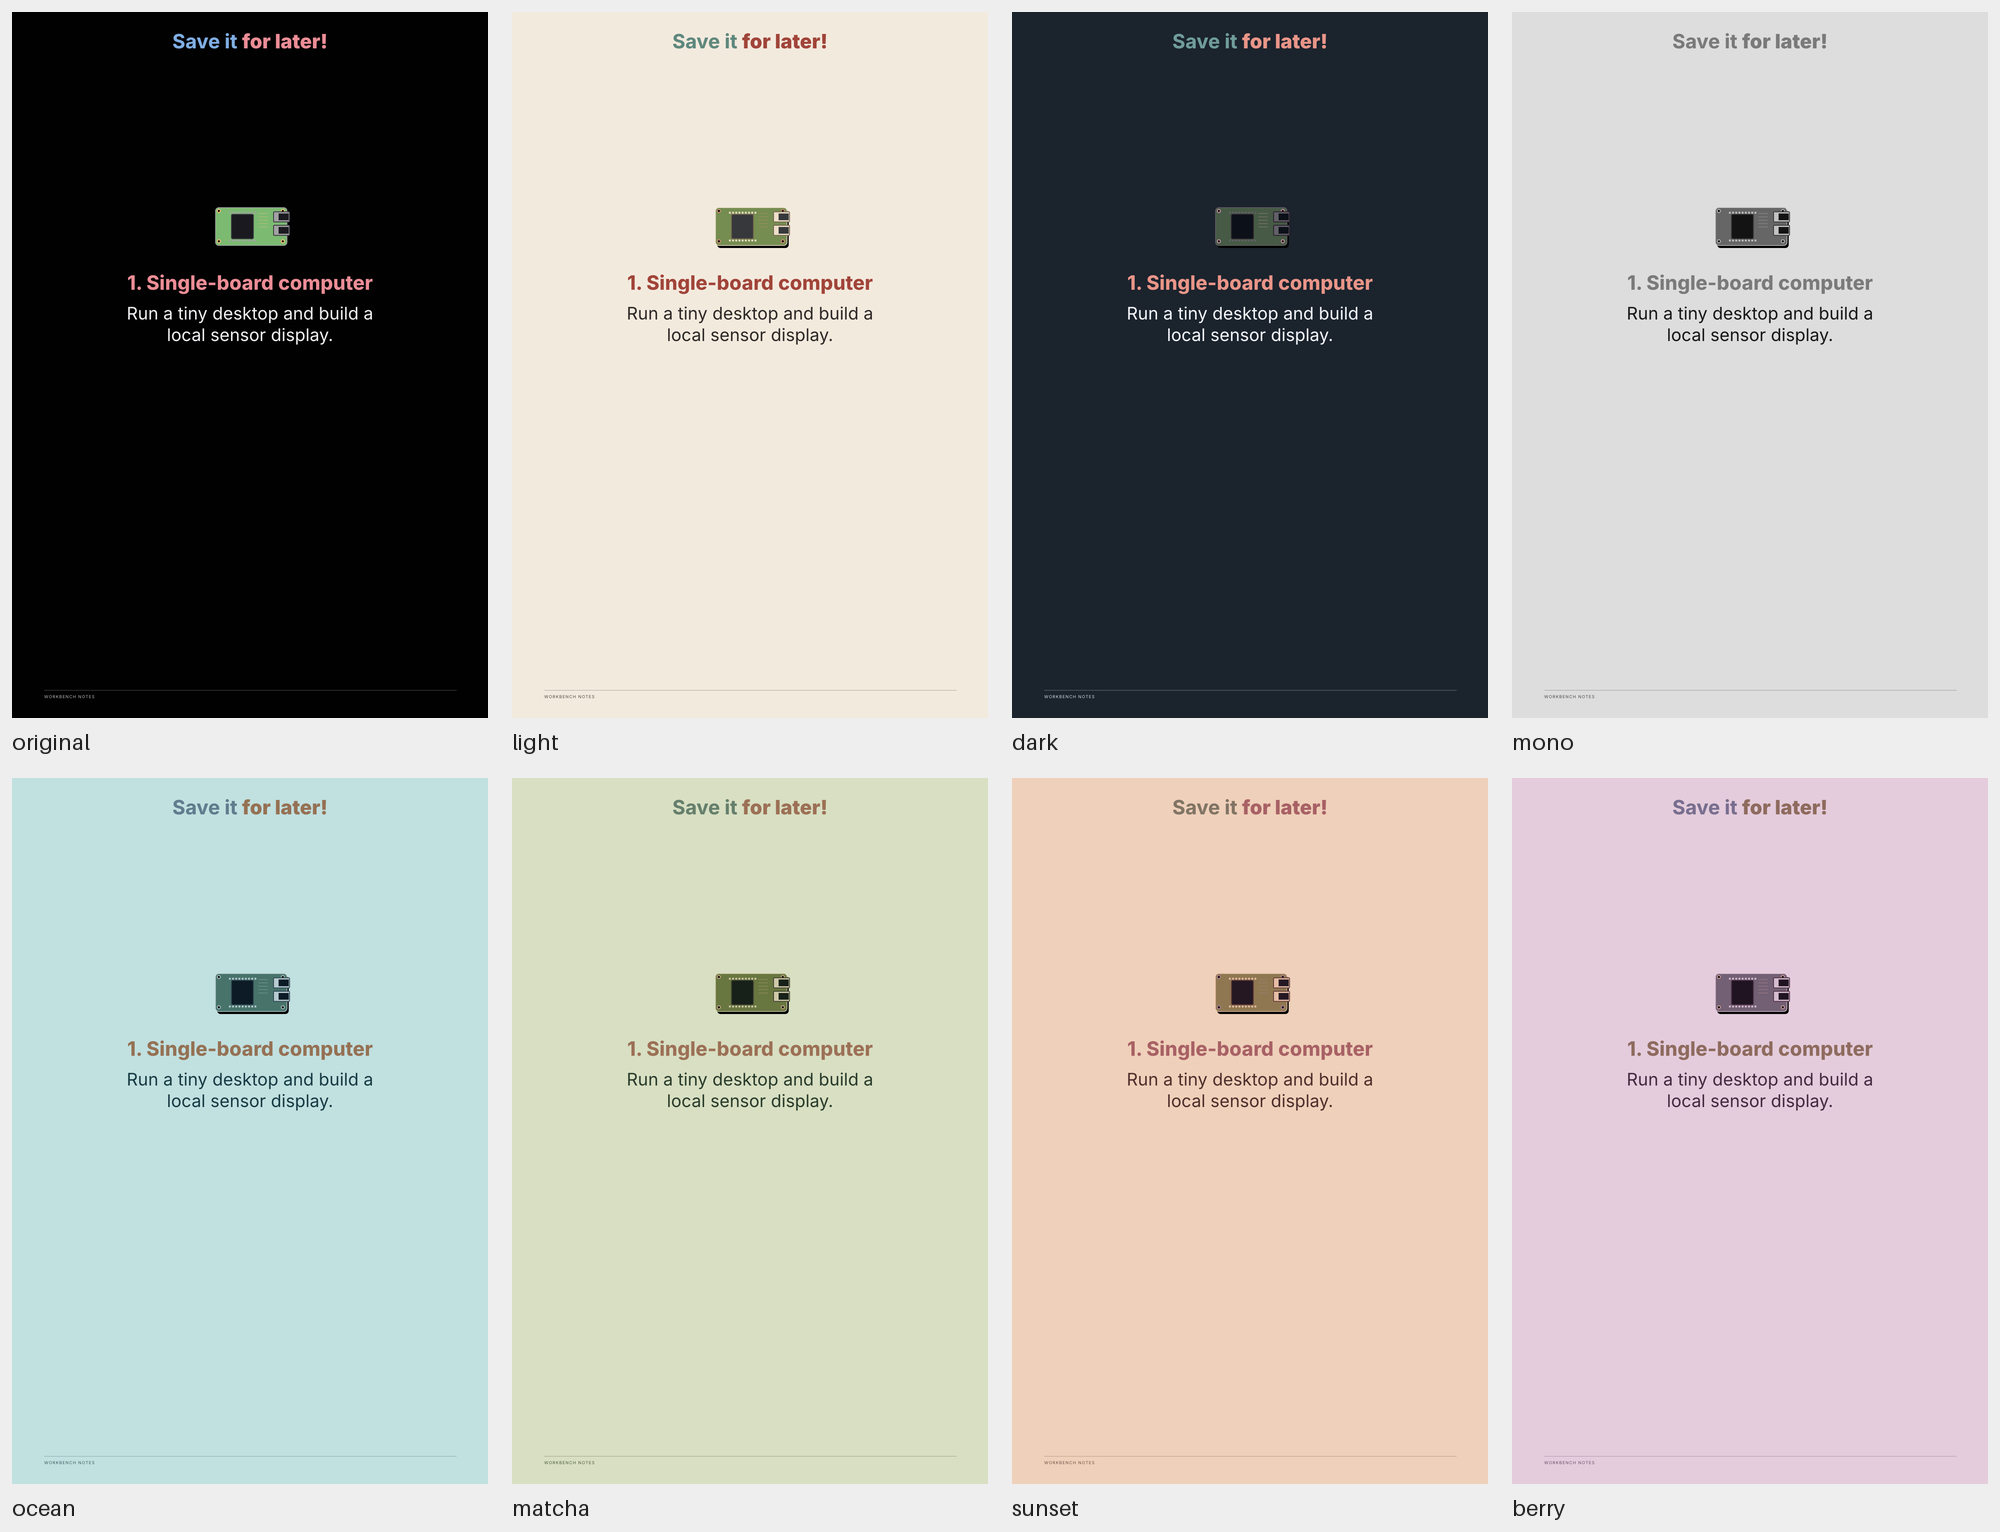 Save it for later!
1. Single-board computer
Run a tiny desktop and build a
local sensor display.
WORKBENCH NOTES
original
Save it for later!
1. Single-board computer
Run a tiny desktop and build a
local sensor display.
WORKBENCH NOTES
light
Save it for later!
1. Single-board computer
Run a tiny desktop and build a
local sensor display.
WORKBENCH NOTES
dark
Save it for later!
1. Single-board computer
Run a tiny desktop and build a
local sensor display.
WORKBENCH NOTES
mono
Save it for later!
1. Single-board computer
Run a tiny desktop and build a
local sensor display.
WORKBENCH NOTES
ocean
Save it for later!
1. Single-board computer
Run a tiny desktop and build a
local sensor display.
WORKBENCH NOTES
matcha
Save it for later!
1. Single-board computer
Run a tiny desktop and build a
local sensor display.
WORKBENCH NOTES
sunset
Save it for later!
1. Single-board computer
Run a tiny desktop and build a
local sensor display.
WORKBENCH NOTES
berry